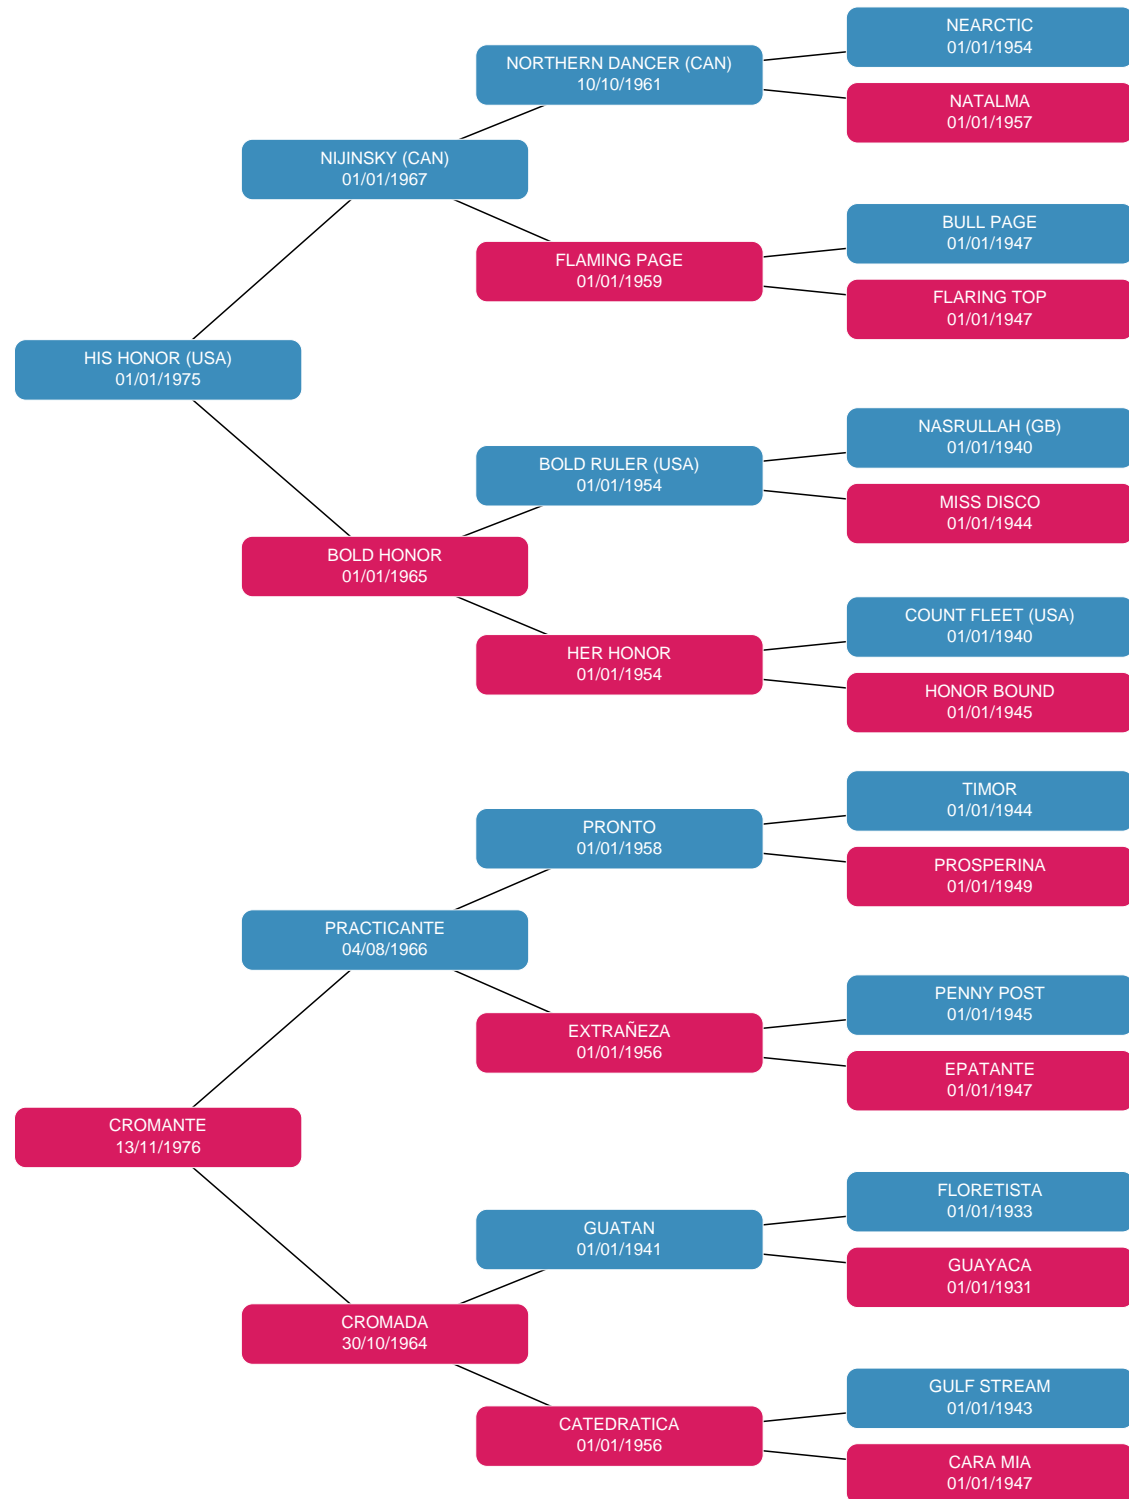 NEARCTIC
01/01/1954
NORTHERN DANCER (CAN)
10/10/1961
NATALMA
01/01/1957
NIJINSKY (CAN)
01/01/1967
BULL PAGE
01/01/1947
FLAMING PAGE
01/01/1959
FLARING TOP
01/01/1947
HIS HONOR (USA)
01/01/1975
NASRULLAH (GB)
01/01/1940
BOLD RULER (USA)
01/01/1954
MISS DISCO
01/01/1944
BOLD HONOR
01/01/1965
COUNT FLEET (USA)
01/01/1940
HER HONOR
01/01/1954
HONOR BOUND
01/01/1945
TIMOR
01/01/1944
PRONTO
01/01/1958
PROSPERINA
01/01/1949
PRACTICANTE
04/08/1966
PENNY POST
01/01/1945
EXTRAÑEZA
01/01/1956
EPATANTE
01/01/1947
CROMANTE
13/11/1976
FLORETISTA
01/01/1933
GUATAN
01/01/1941
GUAYACA
01/01/1931
CROMADA
30/10/1964
GULF STREAM
01/01/1943
CATEDRATICA
01/01/1956
CARA MIA
01/01/1947